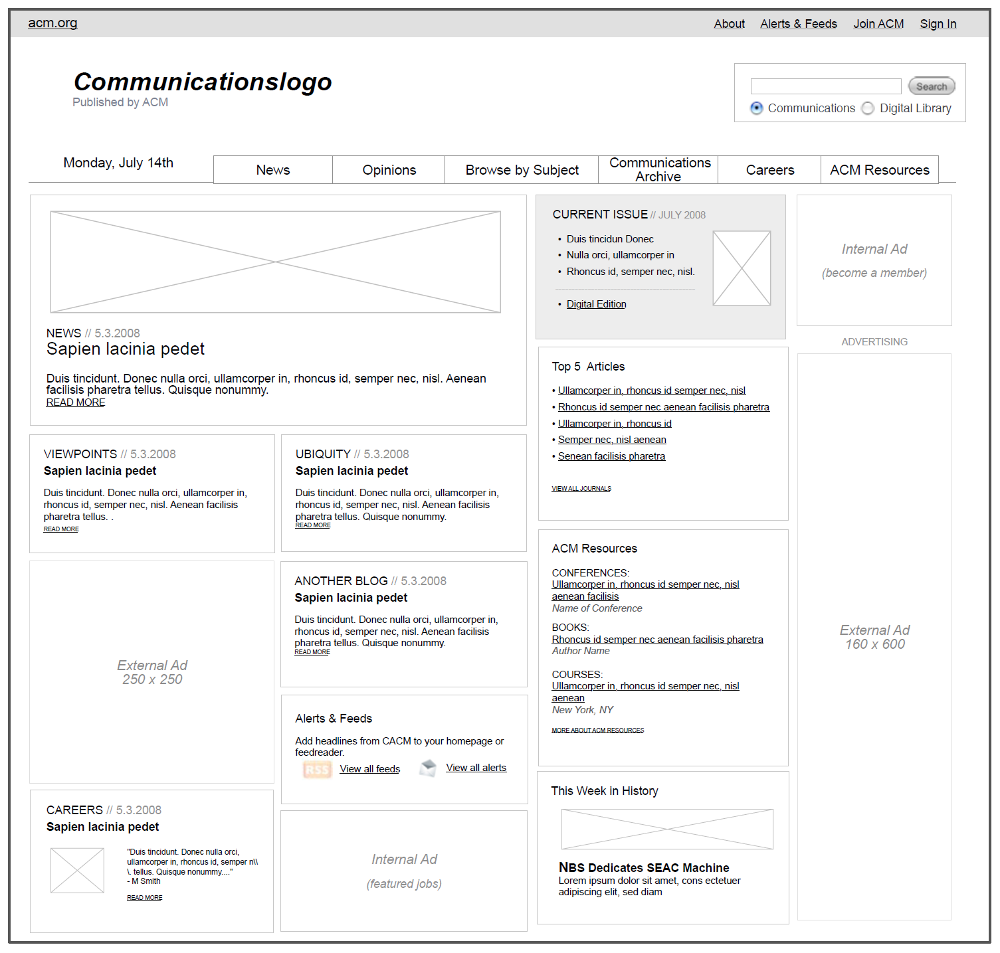 acm.org
About
Alerts & Feeds
Join ACM
Sign In
Communicationslogo
Published by ACM
Search
Communications
Digital Library
Monday, July 14th
News
Opinions
Browse by Subject
Communications
Archive
Careers
ACM Resources
NEWS // 5.3.2008
Sapien lacinia pedet
Duis tincidunt. Donec nulla orci, ullamcorper in, rhoncus id, semper nec, nisl. Aenean
facilisis pharetra tellus. Quisque nonummy.
READ MORE
VIEWPOINTS // 5.3.2008
Sapien lacinia pedet
Duis tincidunt. Donec nulla orci, ullamcorper in,
rhoncus id, semper nec, nisl. Aenean facilisis
pharetra tellus. .
READ MORE
UBIQUITY // 5.3.2008
Sapien lacinia pedet
Duis tincidunt. Donec nulla orci, ullamcorper in,
rhoncus id, semper nec, nisl. Aenean facilisis
pharetra tellus. Quisque nonummy.
READ MORE
External Ad
250 x 250
ANOTHER BLOG // 5.3.2008
Sapien lacinia pedet
Duis tincidunt. Donec nulla orci, ullamcorper in,
rhoncus id, semper nec, nisl. Aenean facilisis
pharetra tellus. Quisque nonummy.
READ MORE
Alerts & Feeds
Add headlines from CACM to your homepage or
feedreader.
RSS
View all feeds
View all alerts
CAREERS // 5.3.2008
Sapien lacinia pedet
"Duis tincidunt. Donec nulla orci,
ullamcorper in, rhoncus id, semper n\\
\. tellus. Quisque nonummy...."
- M Smith
READ MORE
Internal Ad
(featured jobs)
CURRENT ISSUE // JULY 2008
• Duis tincidun Donec
• Nulla orci, ullamcorper in
• Rhoncus id, semper nec, nisl.
• Digital Edition
Top 5  Articles
• Ullamcorper in, rhoncus id semper nec, nisl
• Rhoncus id semper nec aenean facilisis pharetra
• Ullamcorper in, rhoncus id
• Semper nec, nisl aenean
• Senean facilisis pharetra
VIEW ALL JOURNALS
ACM Resources
CONFERENCES:
Ullamcorper in, rhoncus id semper nec, nisl
aenean facilisis
Name of Conference
BOOKS:
Rhoncus id semper nec aenean facilisis pharetra
Author Name
COURSES:
Ullamcorper in, rhoncus id semper nec, nisl
aenean
New York, NY
MORE ABOUT ACM RESOURCES
This Week in History
NBS Dedicates SEAC Machine
Lorem ipsum dolor sit amet, cons ectetuer
adipiscing elit, sed diam
Internal Ad
(become a member)
ADVERTISING
External Ad
160 x 600